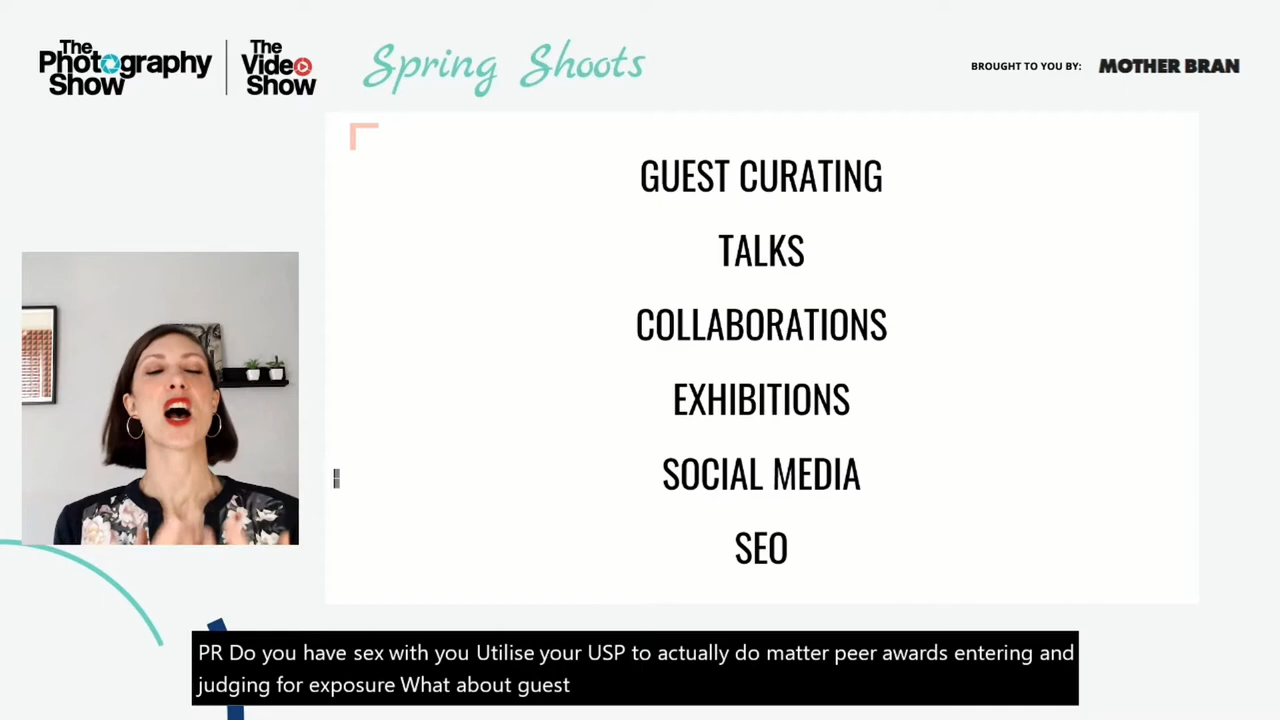 The
Photography
Show
The
Video
Show
Spring Shoots
BROUGHT TO YOU BY:
MOTHER BRAN
GUEST CURATING
TALKS
COLLABORATIONS
EXHIBITIONS
SOCIAL MEDIA
SEO
PR Do you have sex with you Utilise your USP to actually do matter peer awards entering and
judging for exposure What about guest